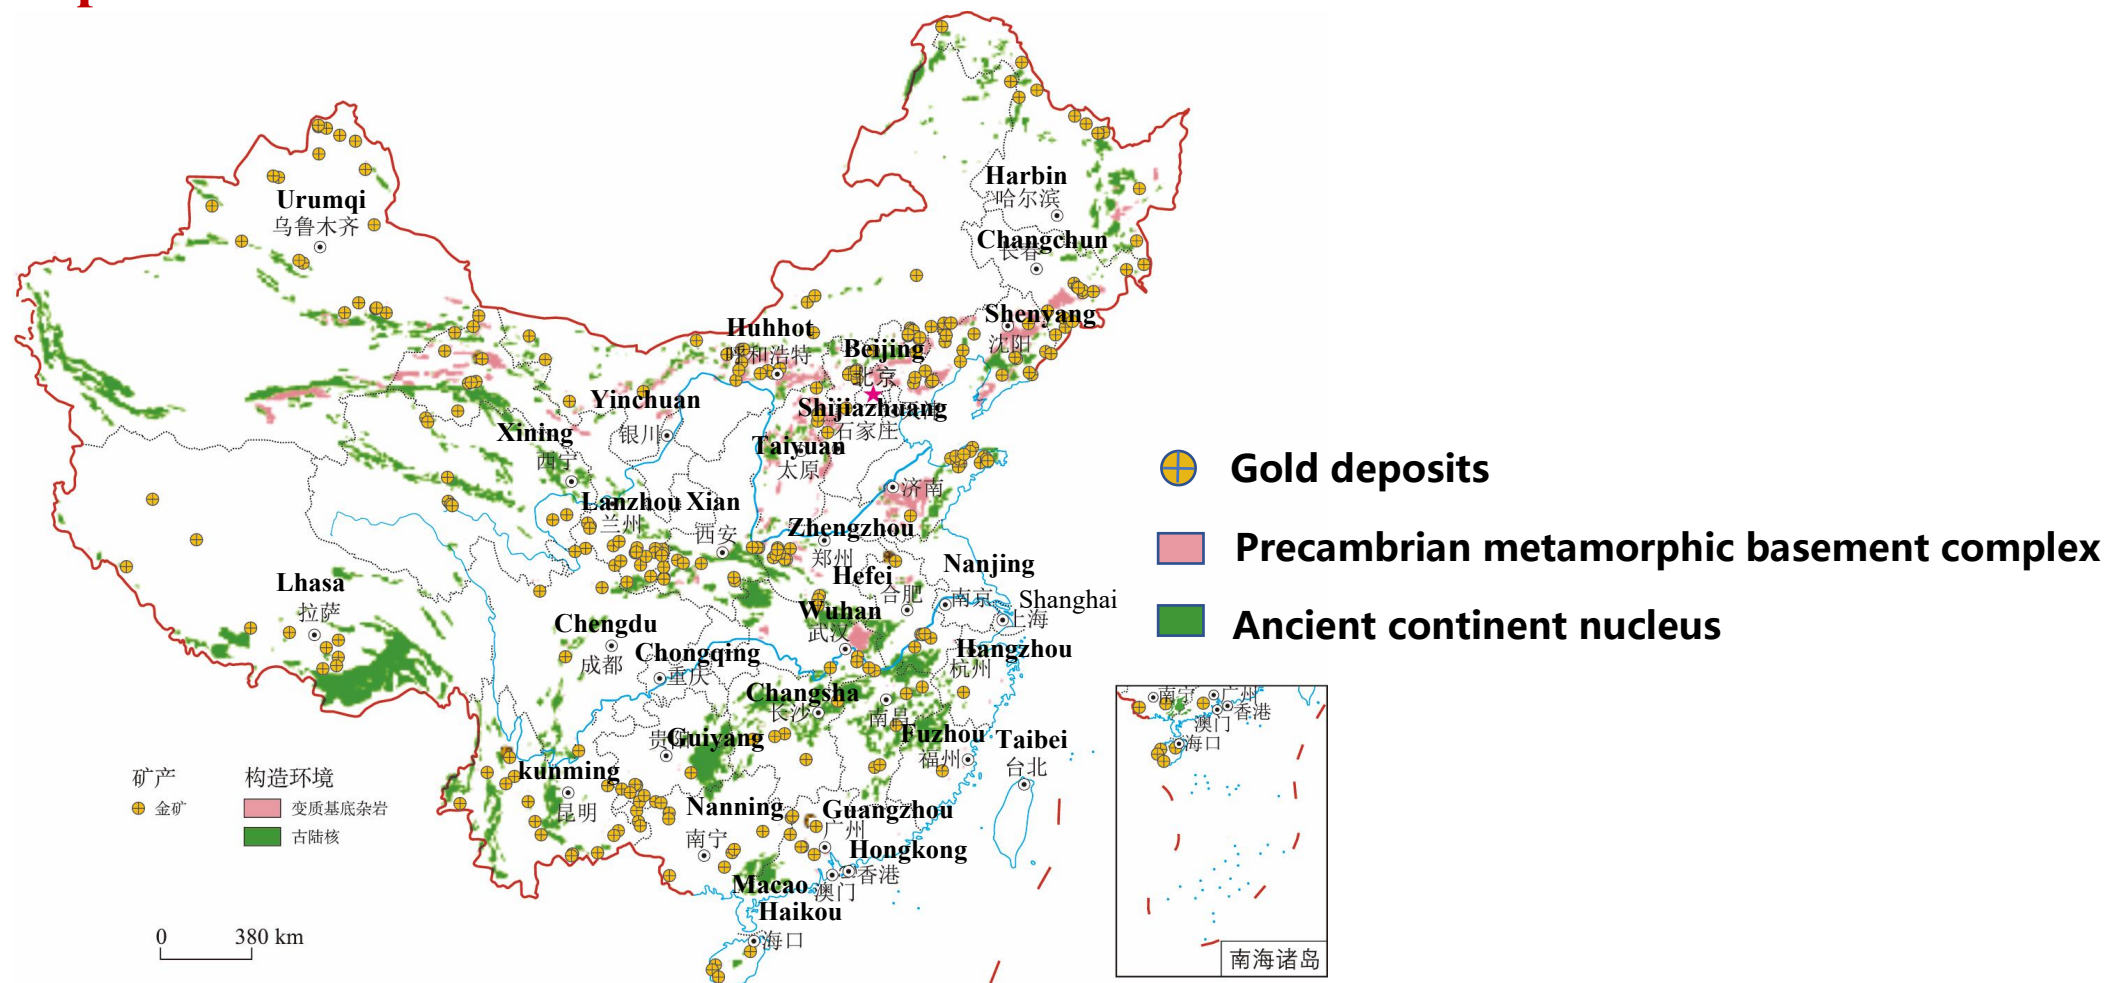 Urumqi
乌鲁木齐
Harbin
哈尔滨
Changchun
长春
Shenyang
沈阳
Huhhot
呼和浩特
Beijing
北京
Yinchuan
银川
Shijiazhuang
石家庄
Xining
西宁
Taiyuan
太原
济南
Lanzhou
兰州
Xian
西安
Zhengzhou
郑州
Nanjing
南京
Hefei
合肥
Shanghai
上海
Lhasa
拉萨
Wuhan
武汉
Chengdu
成都
Chongqing
重庆
Hangzhou
杭州
Changsha
长沙
南昌
Guiyang
贵
Fuzhou
福州
Taibei
台北
kunming
昆明
Nanning
南宁
Guangzhou
广州
Hongkong
香港
Macao
澳门
Haikou
海口
矿产
构造环境
金矿
变质基底杂岩
古陆核
0 380 km
Gold deposits
Precambrian metamorphic basement complex
Ancient continent nucleus
南宁
广州
香港
澳门
海口
南海诸岛